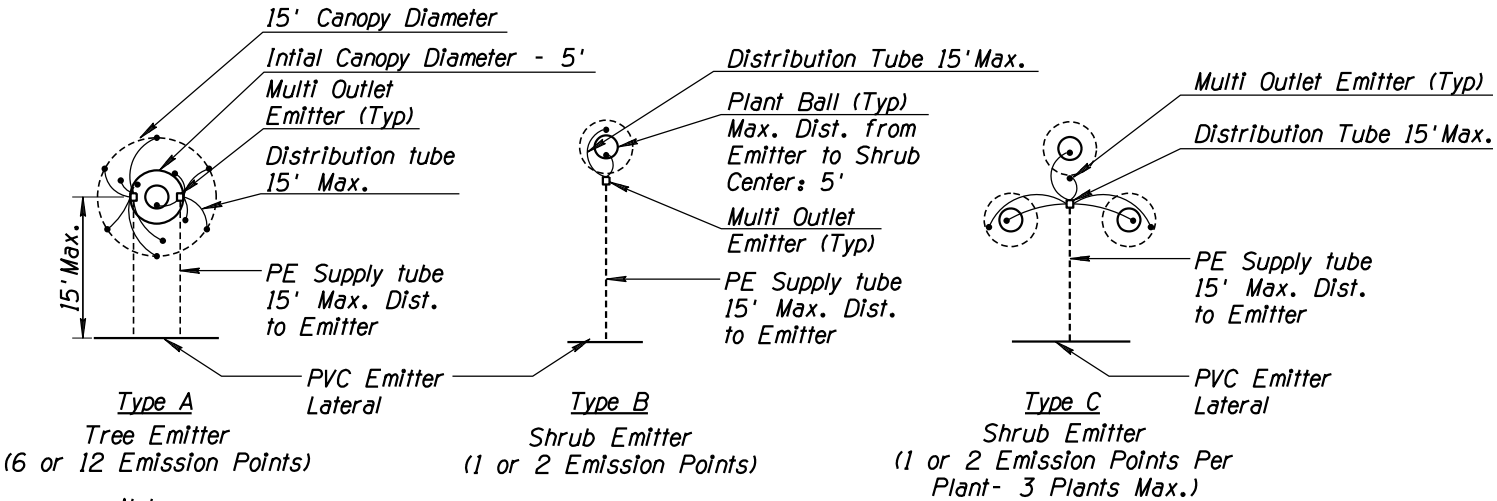 15' Canopy Diameter
Intial Canopy Diameter - 5'
Multi Outlet
Emitter (Typ)
Distribution tube
15' Max.
15' Max.
PE Supply tube
15' Max. Dist.
to Emitter
PVC Emitter
Lateral
Type A
Tree Emitter
(6 or 12 Emission Points)
Distribution Tube 15' Max.
Plant Ball (Typ)
Max. Dist. from
Emitter to Shrub
Center: 5'
Multi Outlet
Emitter (Typ)
PE Supply tube
15' Max. Dist.
to Emitter
Type B
Shrub Emitter
(1 or 2 Emission Points)
Multi Outlet Emitter (Typ)
Distribution Tube 15' Max.
PE Supply tube
15' Max. Dist.
to Emitter
PVC Emitter
Lateral
Type C
Shrub Emitter
(1 or 2 Emission Points Per
Plant- 3 Plants Max.)